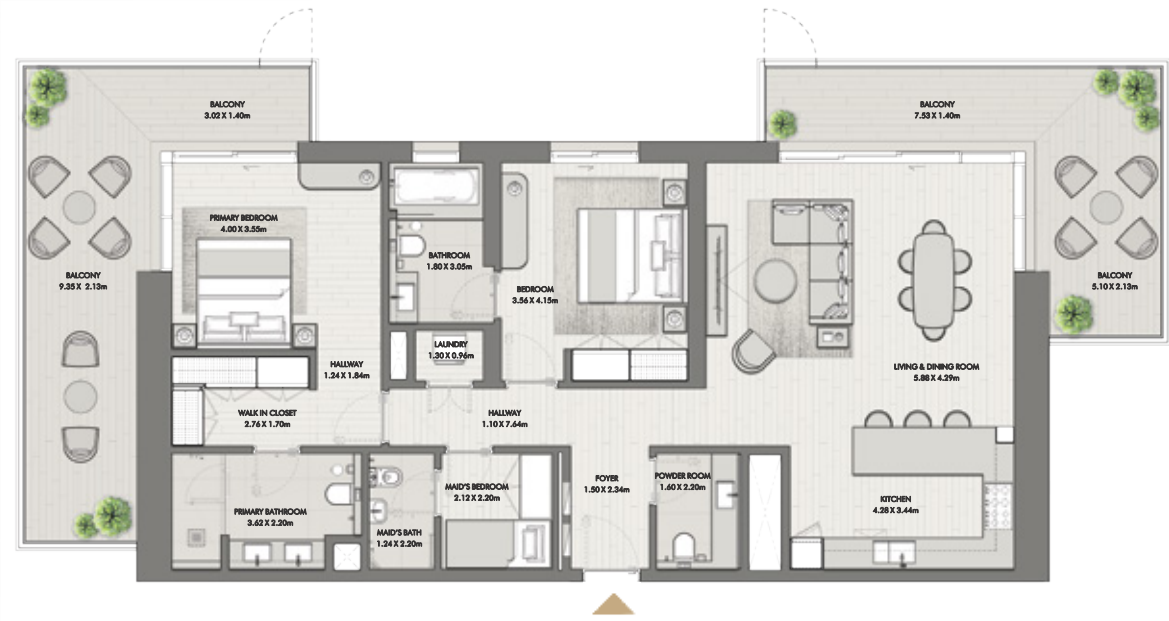 BALCONY
3.02 X 1.40m
BALCONY
7.53 X 1.40m
PRIMARY BEDROOM
4.00 X 3.55m
BATHROOM
1.80 X 3.05m
BALCONY
9.35 X 2.13m
BEDROOM
3.56 X 4.15m
BALCONY
5.10 X 2.13m
LAUNDRY
1.30 X 0.96m
HALLWAY
1.24 X 1.84m
LIVING & DINING ROOM
5.88 X 4.29m
WALK IN CLOSET
2.76 X 1.70m
HALLWAY
1.10 X 7.64m
FOYER
1.50 X 2.34m
POWDER ROOM
1.60 X 2.20m
MAID'S BEDROOM
2.12 X 2.20m
KITCHEN
4.28 X 3.44m
PRIMARY BATHROOM
3.62 X 2.20m
MAID'S BATH
1.24 X 2.20m